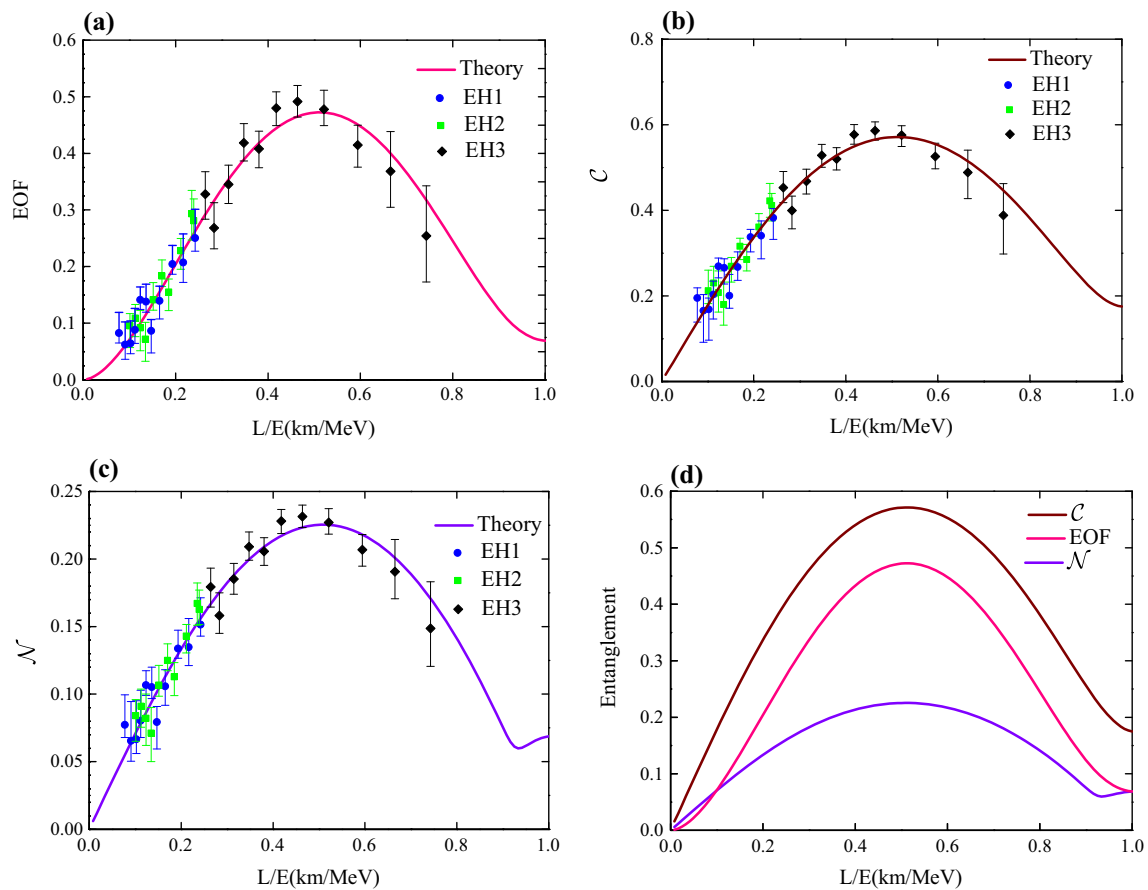 (a)
0.6
0.5
0.4
0.3
0.2
0.1
0.0
EOF
Theory
EH1
EH2
EH3
0.0 0.2 0.4 0.6 0.8 1.0
L/E(km/MeV)
(b)
0.8
0.6
0.4
0.2
0.0
𝒞
Theory
EH1
EH2
EH3
0.0 0.2 0.4 0.6 0.8 1.0
L/E(km/MeV)
(c)
0.25
0.20
0.15
0.10
0.05
0.00
𝒩
Theory
EH1
EH2
EH3
0.0 0.2 0.4 0.6 0.8 1.0
L/E(km/MeV)
(d)
0.6
0.5
0.4
0.3
0.2
0.1
0.0
Entanglement
𝒞
EOF
𝒩
0.0 0.2 0.4 0.6 0.8 1.0
L/E(km/MeV)